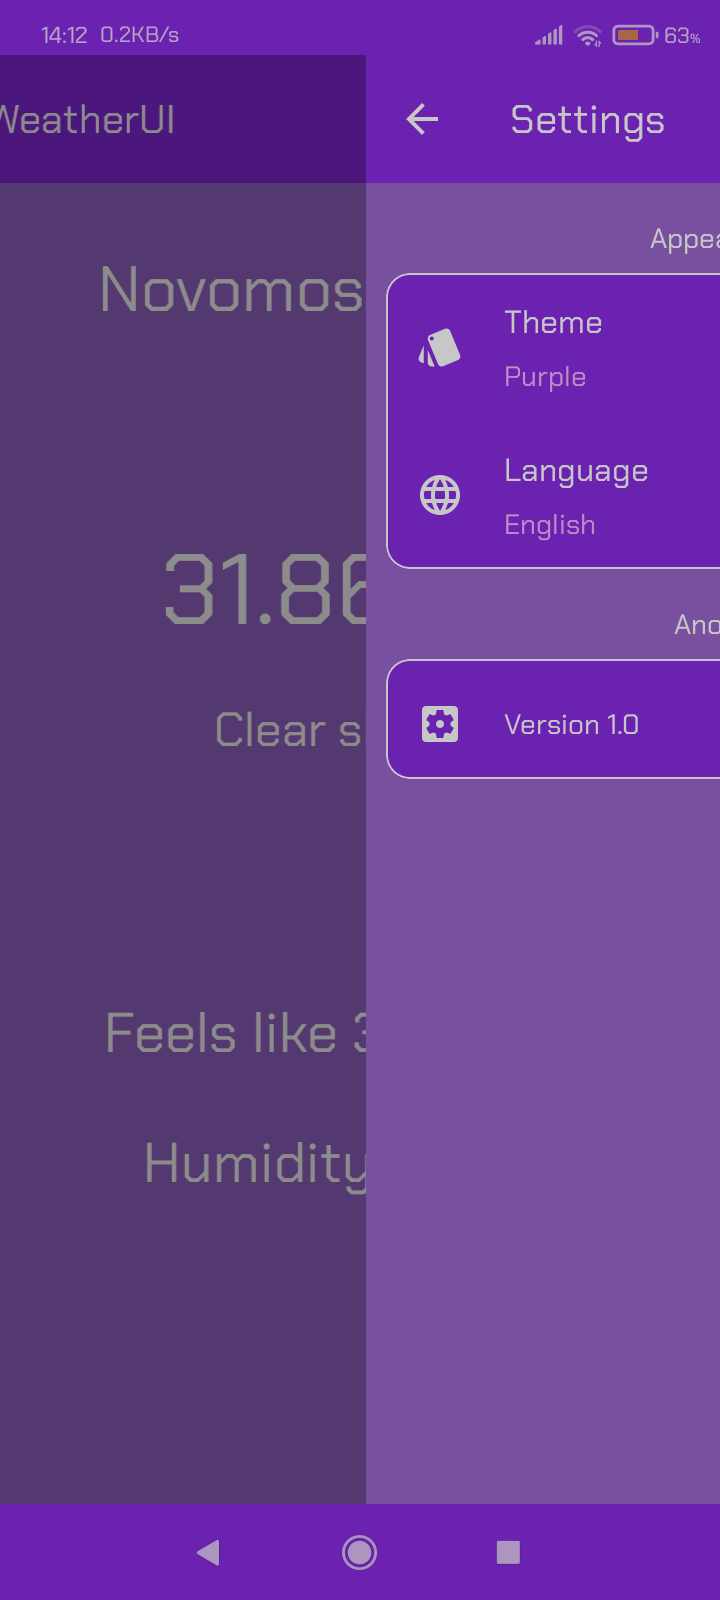 14:12 0.2KB/s 63%
WeatherUI
Novomos
31.86
Clear s
Feels like 3
Humidity
Settings
Appea
Theme
Purple
Language
English
Ano
Version 1.0